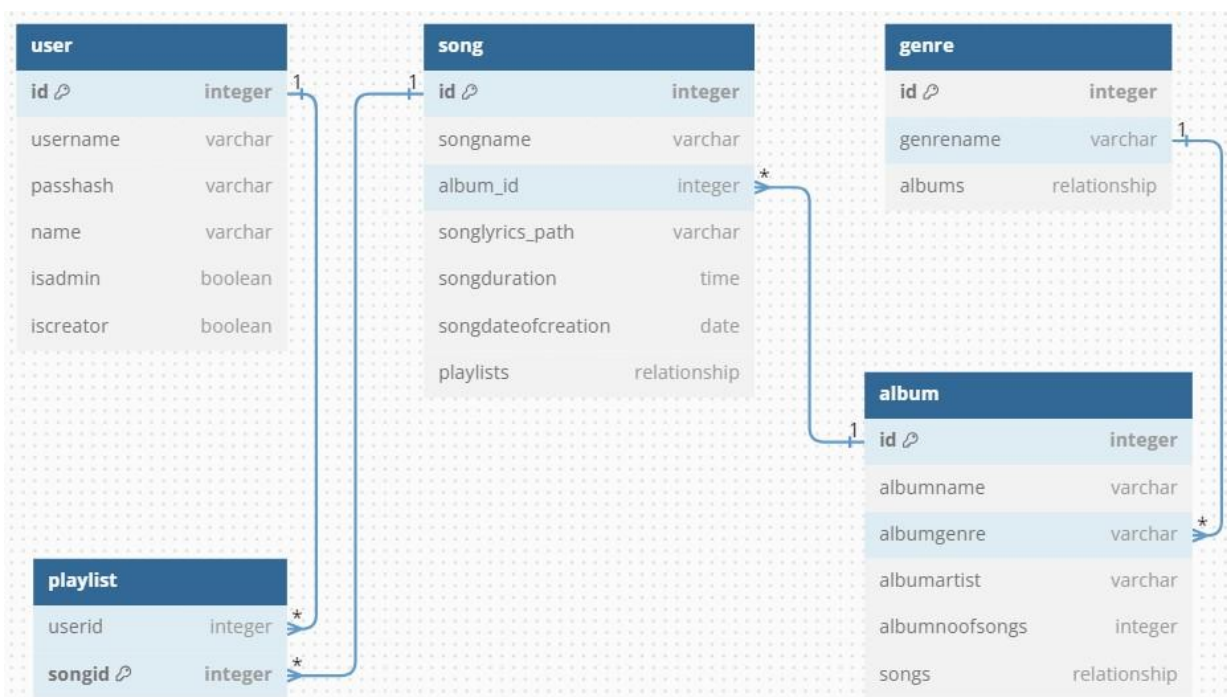 user
id integer 1
username varchar
passhash varchar
name varchar
isadmin boolean
iscreator boolean
song
1 id integer
songname varchar
album_id integer *
songlyrics_path varchar
songduration time
songdateofcreation date
playlists relationship
genre
id integer
genrename varchar 1
albums relationship
album
1 id integer
albumname varchar
albumgenre varchar *
albumartist varchar
albumnoofsongs integer
songs relationship
playlist
userid integer *
songid integer *